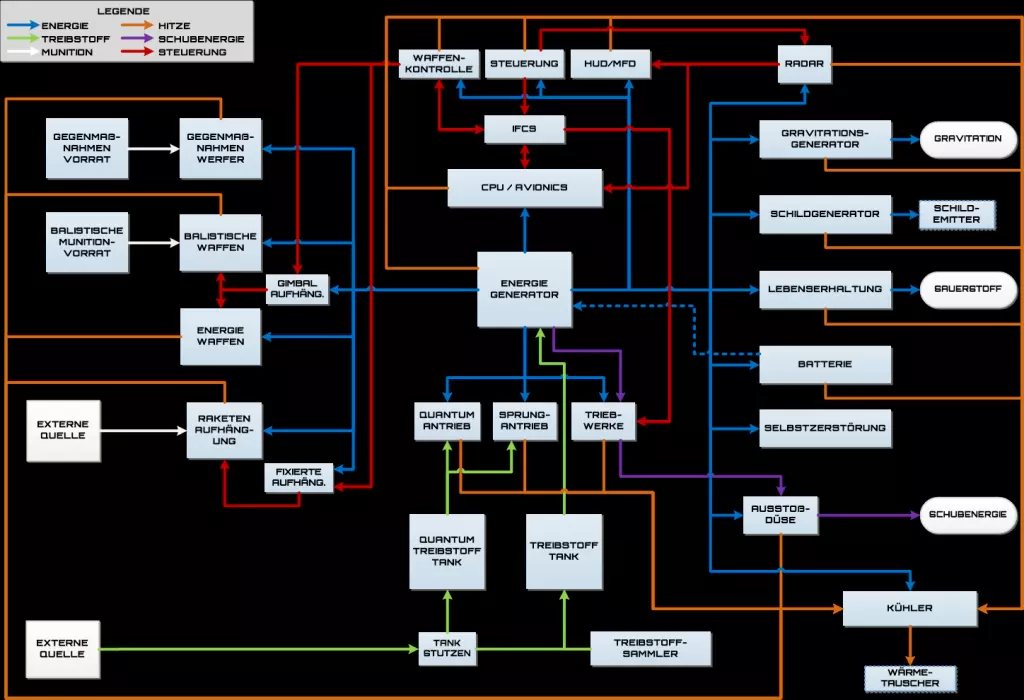 LEGENDE
ENERGIE
HITZE
TREIBSTOFF
SCHUBENERGIE
MUNITION
STEUERUNG
WAFFEN-
KONTROLLE
STEUERUNG
HUD/MFD
RADAR
IFCS
CPU / AVIONICS
GEGENMAẞ-
NAHMEN
VORRAT
GEGENMAẞ-
NAHMEN
WERFER
GRAVITATIONS-
GENERATOR
GRAVITATION
BALISTISCHE
MUNITION-
VORRAT
BALISTISCHE
WAFFEN
SCHILDGENERATOR
SCHILD-
EMITTER
GIMBAL
AUFHÄNG.
ENERGIE
GENERATOR
LEBENSERHALTUNG
SAUERSTOFF
ENERGIE
WAFFEN
BATTERIE
EXTERNE
QUELLE
RAKETEN
AUFHÄNG-
UNG
QUANTUM
ANTRIEB
SPRUNG-
ANTRIEB
TRIEB-
WERKE
SELBSTZERSTÖRUNG
FIXIERTE
AUFHÄNG.
AUSSTOẞ-
DÜSE
SCHUBENERGIE
QUANTUM
TREIBSTOFF
TANK
TREIBSTOFF
TANK
KÜHLER
EXTERNE
QUELLE
TANK
STUTZEN
TREIBSTOFF-
SAMMLER
WÄRME-
TAUSCHER